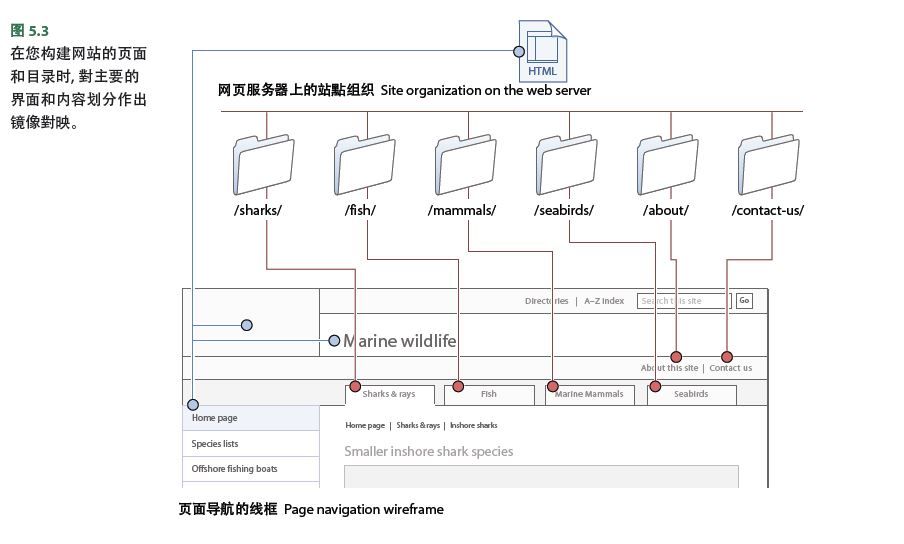 图 5.3
在您构建网站的页面
和目录时, 對主要的
界面和内容划分作出
镜像對映。
HTML
网页服务器上的站點组织 Site organization on the web server
/sharks/ /fish/ /mammals/ /seabirds/ /about/ /contact-us/
Directories | A–Z index Search this site Go
Marine wildlife
About this site | Contact us
Sharks & rays Fish Marine Mammals Seabirds
Home page
Species lists
Offshore fishing boats
Home page | Sharks & rays | Inshore sharks
Smaller inshore shark species
页面导航的线框 Page navigation wireframe